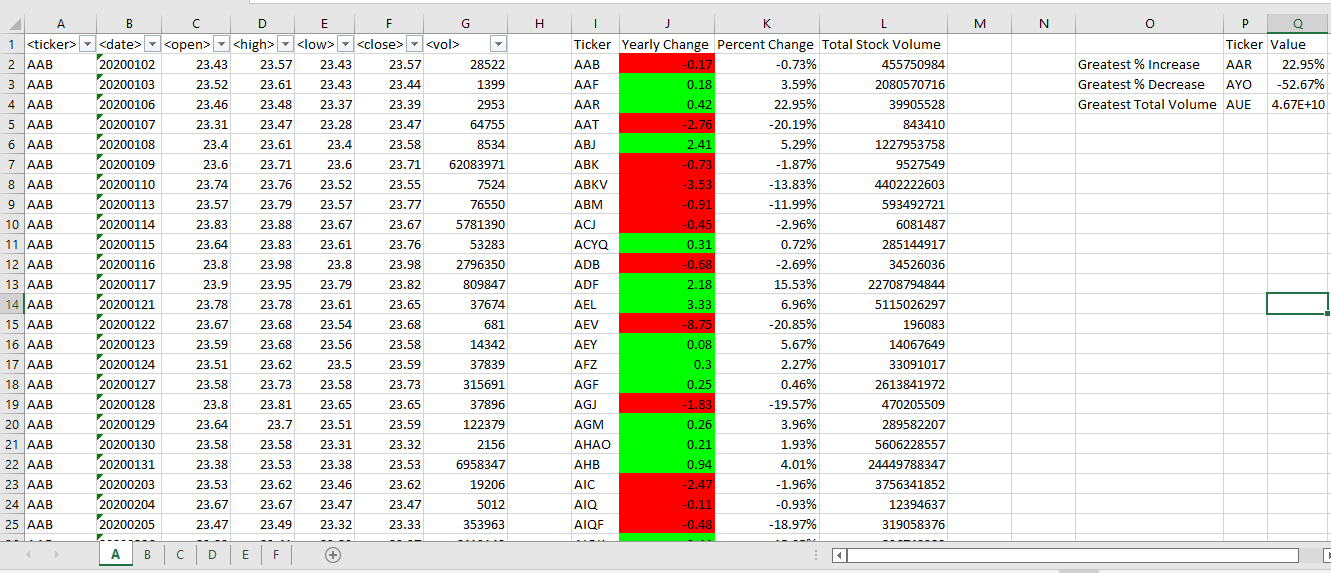 A B C D E F G H I J K L M N O P Q
1 <ticker> <date> <open> <high> <low> <close> <vol> Ticker Yearly Change Percent Change Total Stock Volume Ticker Value
2 AAB 20200102 23.43 23.57 23.43 23.57 28522 AAB -0.17 -0.73% 455750984 Greatest % Increase AAR 22.95%
3 AAB 20200103 23.52 23.61 23.43 23.44 1399 AAF 0.18 3.59% 2080570716 Greatest % Decrease AYO -52.67%
4 AAB 20200106 23.46 23.48 23.37 23.39 2953 AAR 0.42 22.95% 39905528 Greatest Total Volume AUE 4.67E+10
5 AAB 20200107 23.31 23.47 23.28 23.47 64755 AAT -2.76 -20.19% 843410
6 AAB 20200108 23.4 23.61 23.4 23.58 8534 ABJ 2.41 5.29% 1227953758
7 AAB 20200109 23.6 23.71 23.6 23.71 62083971 ABK -0.73 -1.87% 9527549
8 AAB 20200110 23.74 23.76 23.52 23.55 7524 ABKV -3.53 -13.83% 4402222603
9 AAB 20200113 23.57 23.79 23.57 23.77 76550 ABM -0.91 -11.99% 593492721
10 AAB 20200114 23.83 23.88 23.67 23.67 5781390 ACJ -0.45 -2.96% 6081487
11 AAB 20200115 23.64 23.83 23.61 23.76 53283 ACYQ 0.31 0.72% 285144917
12 AAB 20200116 23.8 23.98 23.8 23.98 2796350 ADB -0.68 -2.69% 34526036
13 AAB 20200117 23.9 23.95 23.79 23.82 809847 ADF 2.18 15.53% 22708794844
14 AAB 20200121 23.78 23.78 23.61 23.65 37674 AEL 3.33 6.96% 5115026297
15 AAB 20200122 23.67 23.68 23.54 23.68 681 AEV -8.75 -20.85% 196083
16 AAB 20200123 23.59 23.68 23.56 23.58 14342 AEY 0.08 5.67% 14067649
17 AAB 20200124 23.51 23.62 23.5 23.59 37839 AFZ 0.3 2.27% 33091017
18 AAB 20200127 23.58 23.73 23.58 23.73 315691 AGF 0.25 0.46% 2613841972
19 AAB 20200128 23.8 23.81 23.65 23.65 37896 AGJ -1.83 -19.57% 470205509
20 AAB 20200129 23.64 23.7 23.51 23.59 122379 AGM 0.26 3.96% 289582207
21 AAB 20200130 23.58 23.58 23.31 23.32 2156 AHAO 0.21 1.93% 5606228557
22 AAB 20200131 23.38 23.53 23.38 23.53 6958347 AHB 0.94 4.01% 24449788347
23 AAB 20200203 23.53 23.62 23.46 23.62 19206 AIC -2.47 -1.96% 3756341852
24 AAB 20200204 23.67 23.67 23.47 23.47 5012 AIQ -0.11 -0.93% 12394637
25 AAB 20200205 23.47 23.49 23.32 23.33 353963 AIQF -0.48 -18.97% 319058376
A B C D E F